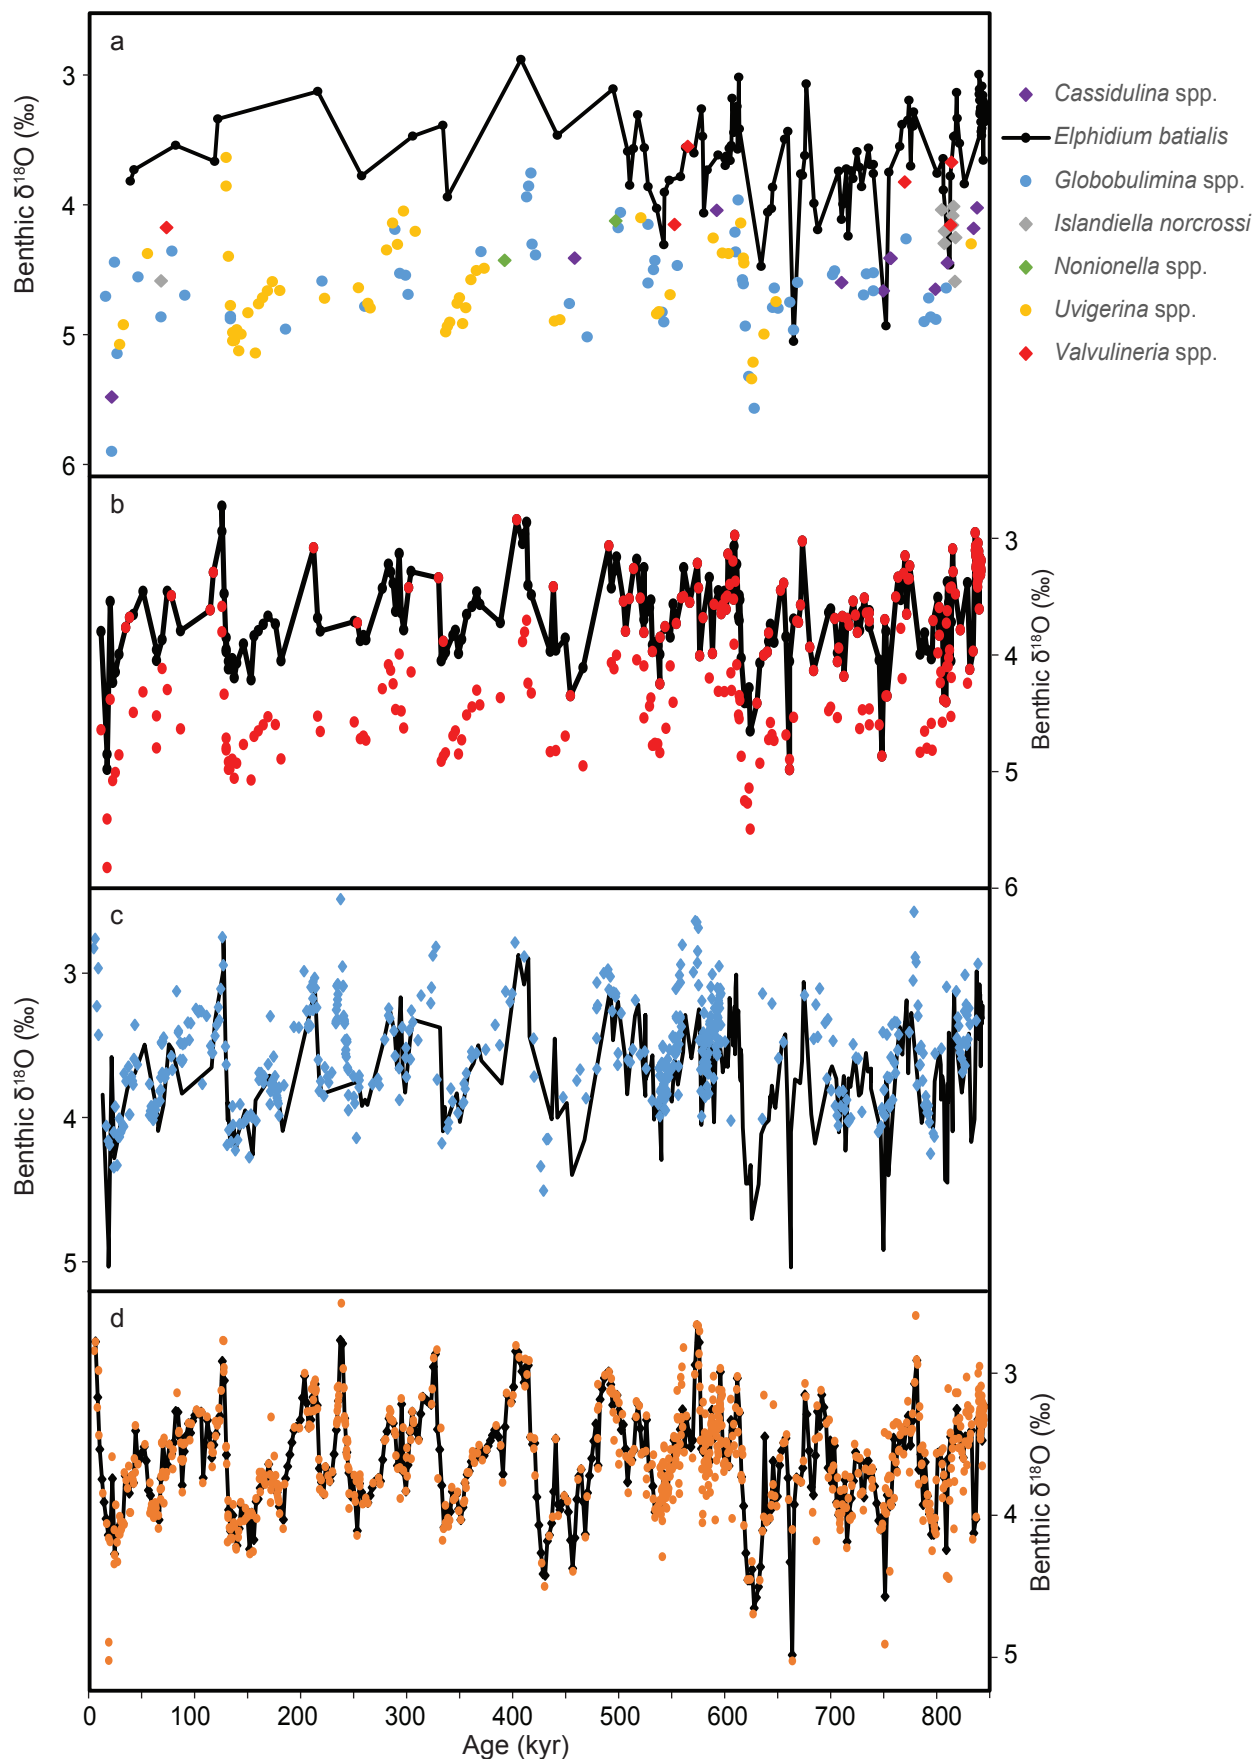 a
3
4
5
6
Benthic δ¹⁸O (‰)
Cassidulina spp.
Elphidium batialis
Globobulimina spp.
Islandiella norcrossi
Nonionella spp.
Uvigerina spp.
Valvulineria spp.
b
3
4
5
6
Benthic δ¹⁸O (‰)
c
3
4
5
Benthic δ¹⁸O (‰)
d
3
4
5
Benthic δ¹⁸O (‰)
0 100 200 300 400 500 600 700 800
Age (kyr)